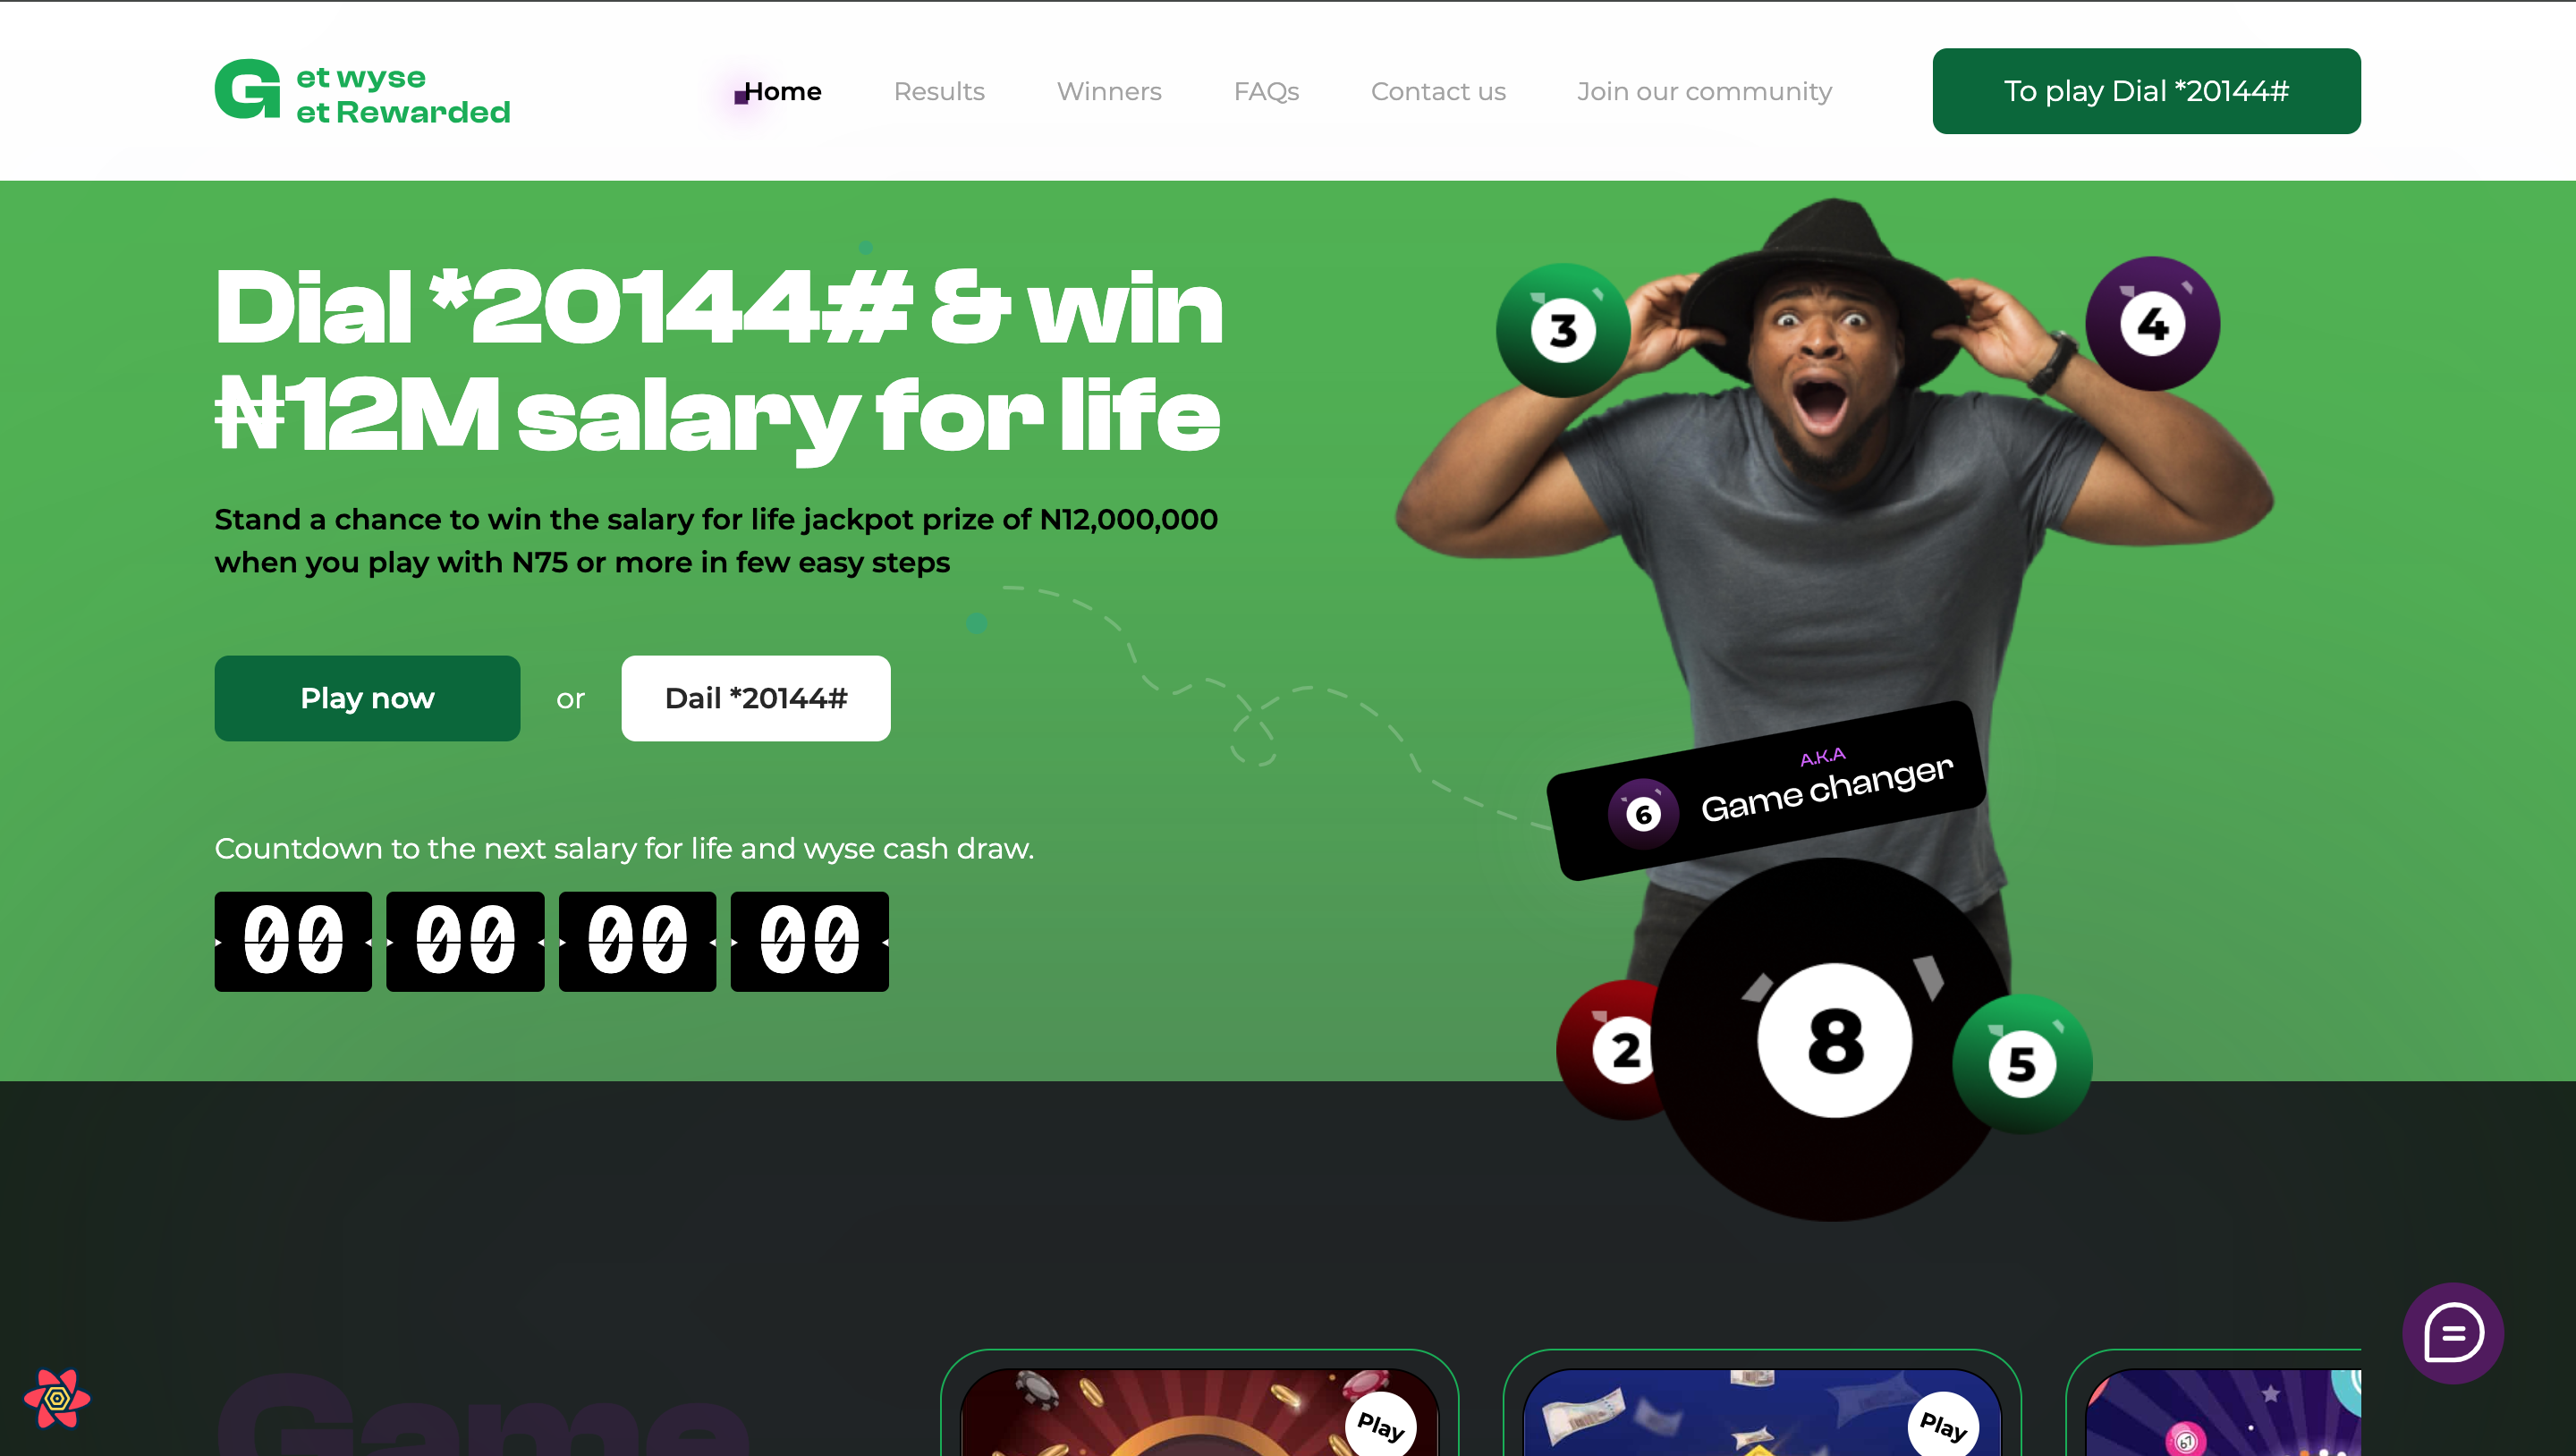 Get wyse
Get Rewarded
Home
Results
Winners
FAQs
Contact us
Join our community
To play Dial *20144#
Dial *20144# & win
₦12M salary for life
Stand a chance to win the salary for life jackpot prize of N12,000,000
when you play with N75 or more in few easy steps
Play now
or
Dail *20144#
Countdown to the next salary for life and wyse cash draw.
00 00 00 00
3
4
A.K.A
6 Game changer
2
8
5
Game
Play
Play
67